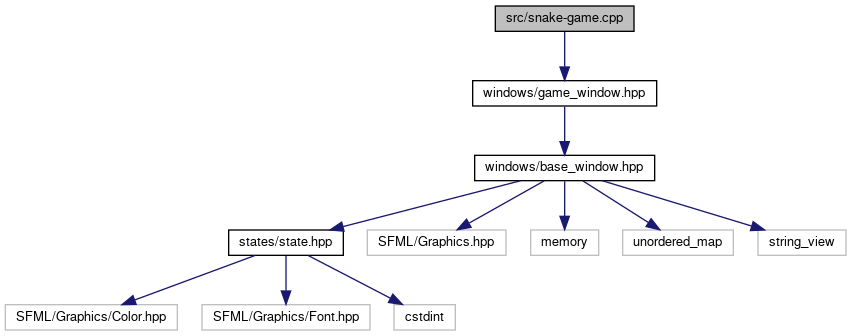 src/snake-game.cpp
windows/game_window.hpp
windows/base_window.hpp
states/state.hpp
SFML/Graphics.hpp
memory
unordered_map
string_view
SFML/Graphics/Color.hpp
SFML/Graphics/Font.hpp
cstdint